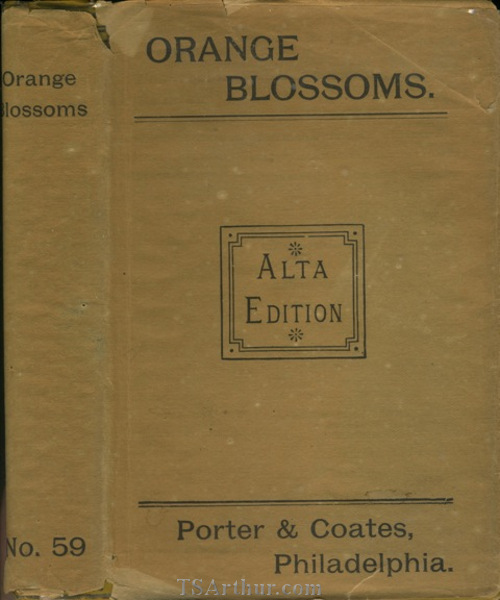 Orange
Blossoms
No. 59
ORANGE
BLOSSOMS.
ALTA
EDITION
Porter & Coates,
Philadelphia.
TSArthur.com